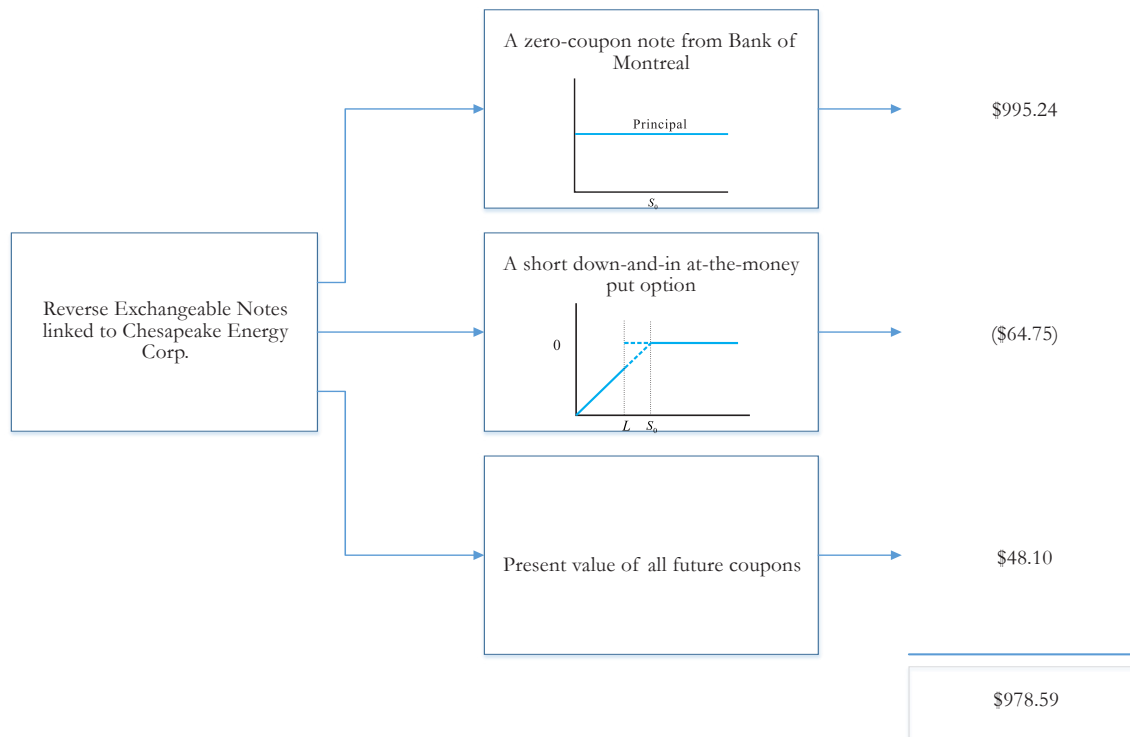 A zero-coupon note from Bank of
Montreal
Principal
S₀
$995.24
Reverse Exchangeable Notes
linked to Chesapeake Energy
Corp.
A short down-and-in at-the-money
put option
0
L S₀
($64.75)
Present value of all future coupons
$48.10
$978.59